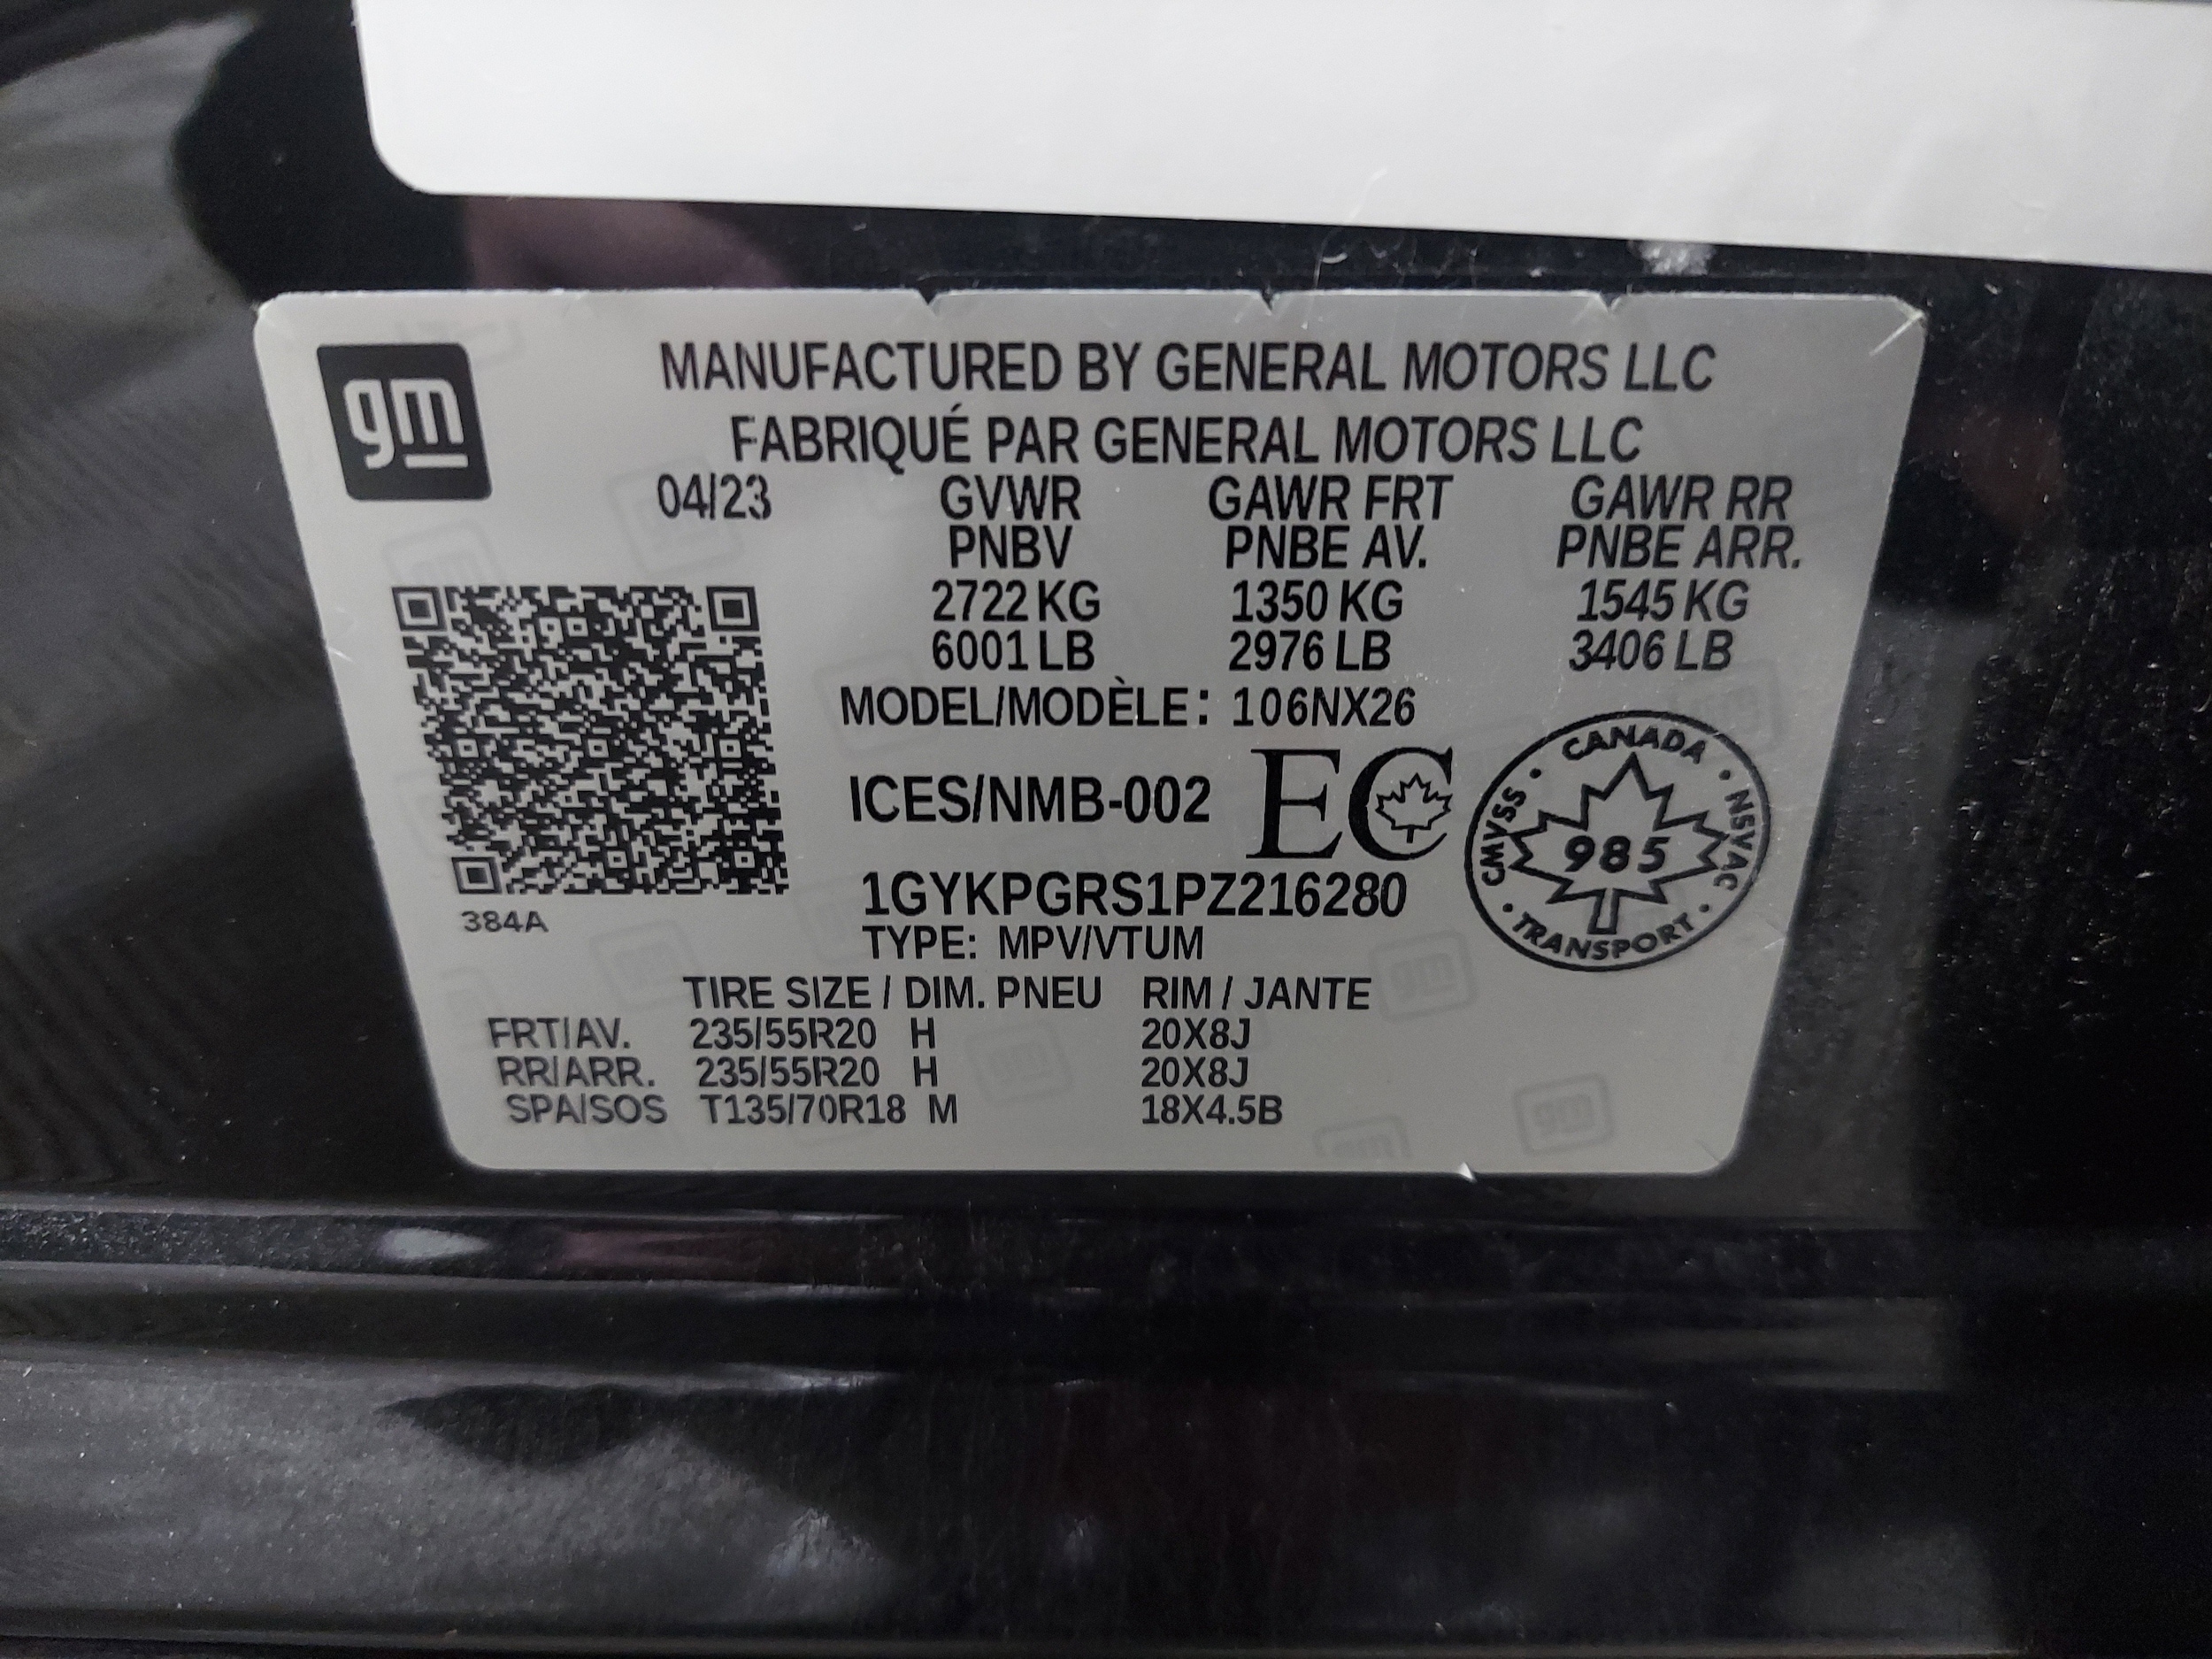 gm
MANUFACTURED BY GENERAL MOTORS LLC
FABRIQUÉ PAR GENERAL MOTORS LLC
04/23 GVWR GAWR FRT GAWR RR
PNBV PNBE AV. PNBE ARR.
2722 KG 1350 KG 1545 KG
6001 LB 2976 LB 3406 LB
MODEL/MODÈLE: 106NX26
ICES/NMB-002 EC
CANADA
CMVSS 985 NSVAC
TRANSPORT
1GYKPGRS1PZ216280
384A
TYPE: MPV/VTUM
TIRE SIZE / DIM. PNEU RIM / JANTE
FRT/AV. 235/55R20 H 20X8J
RR/ARR. 235/55R20 H 20X8J
SPA/SOS T135/70R18 M 18X4.5B